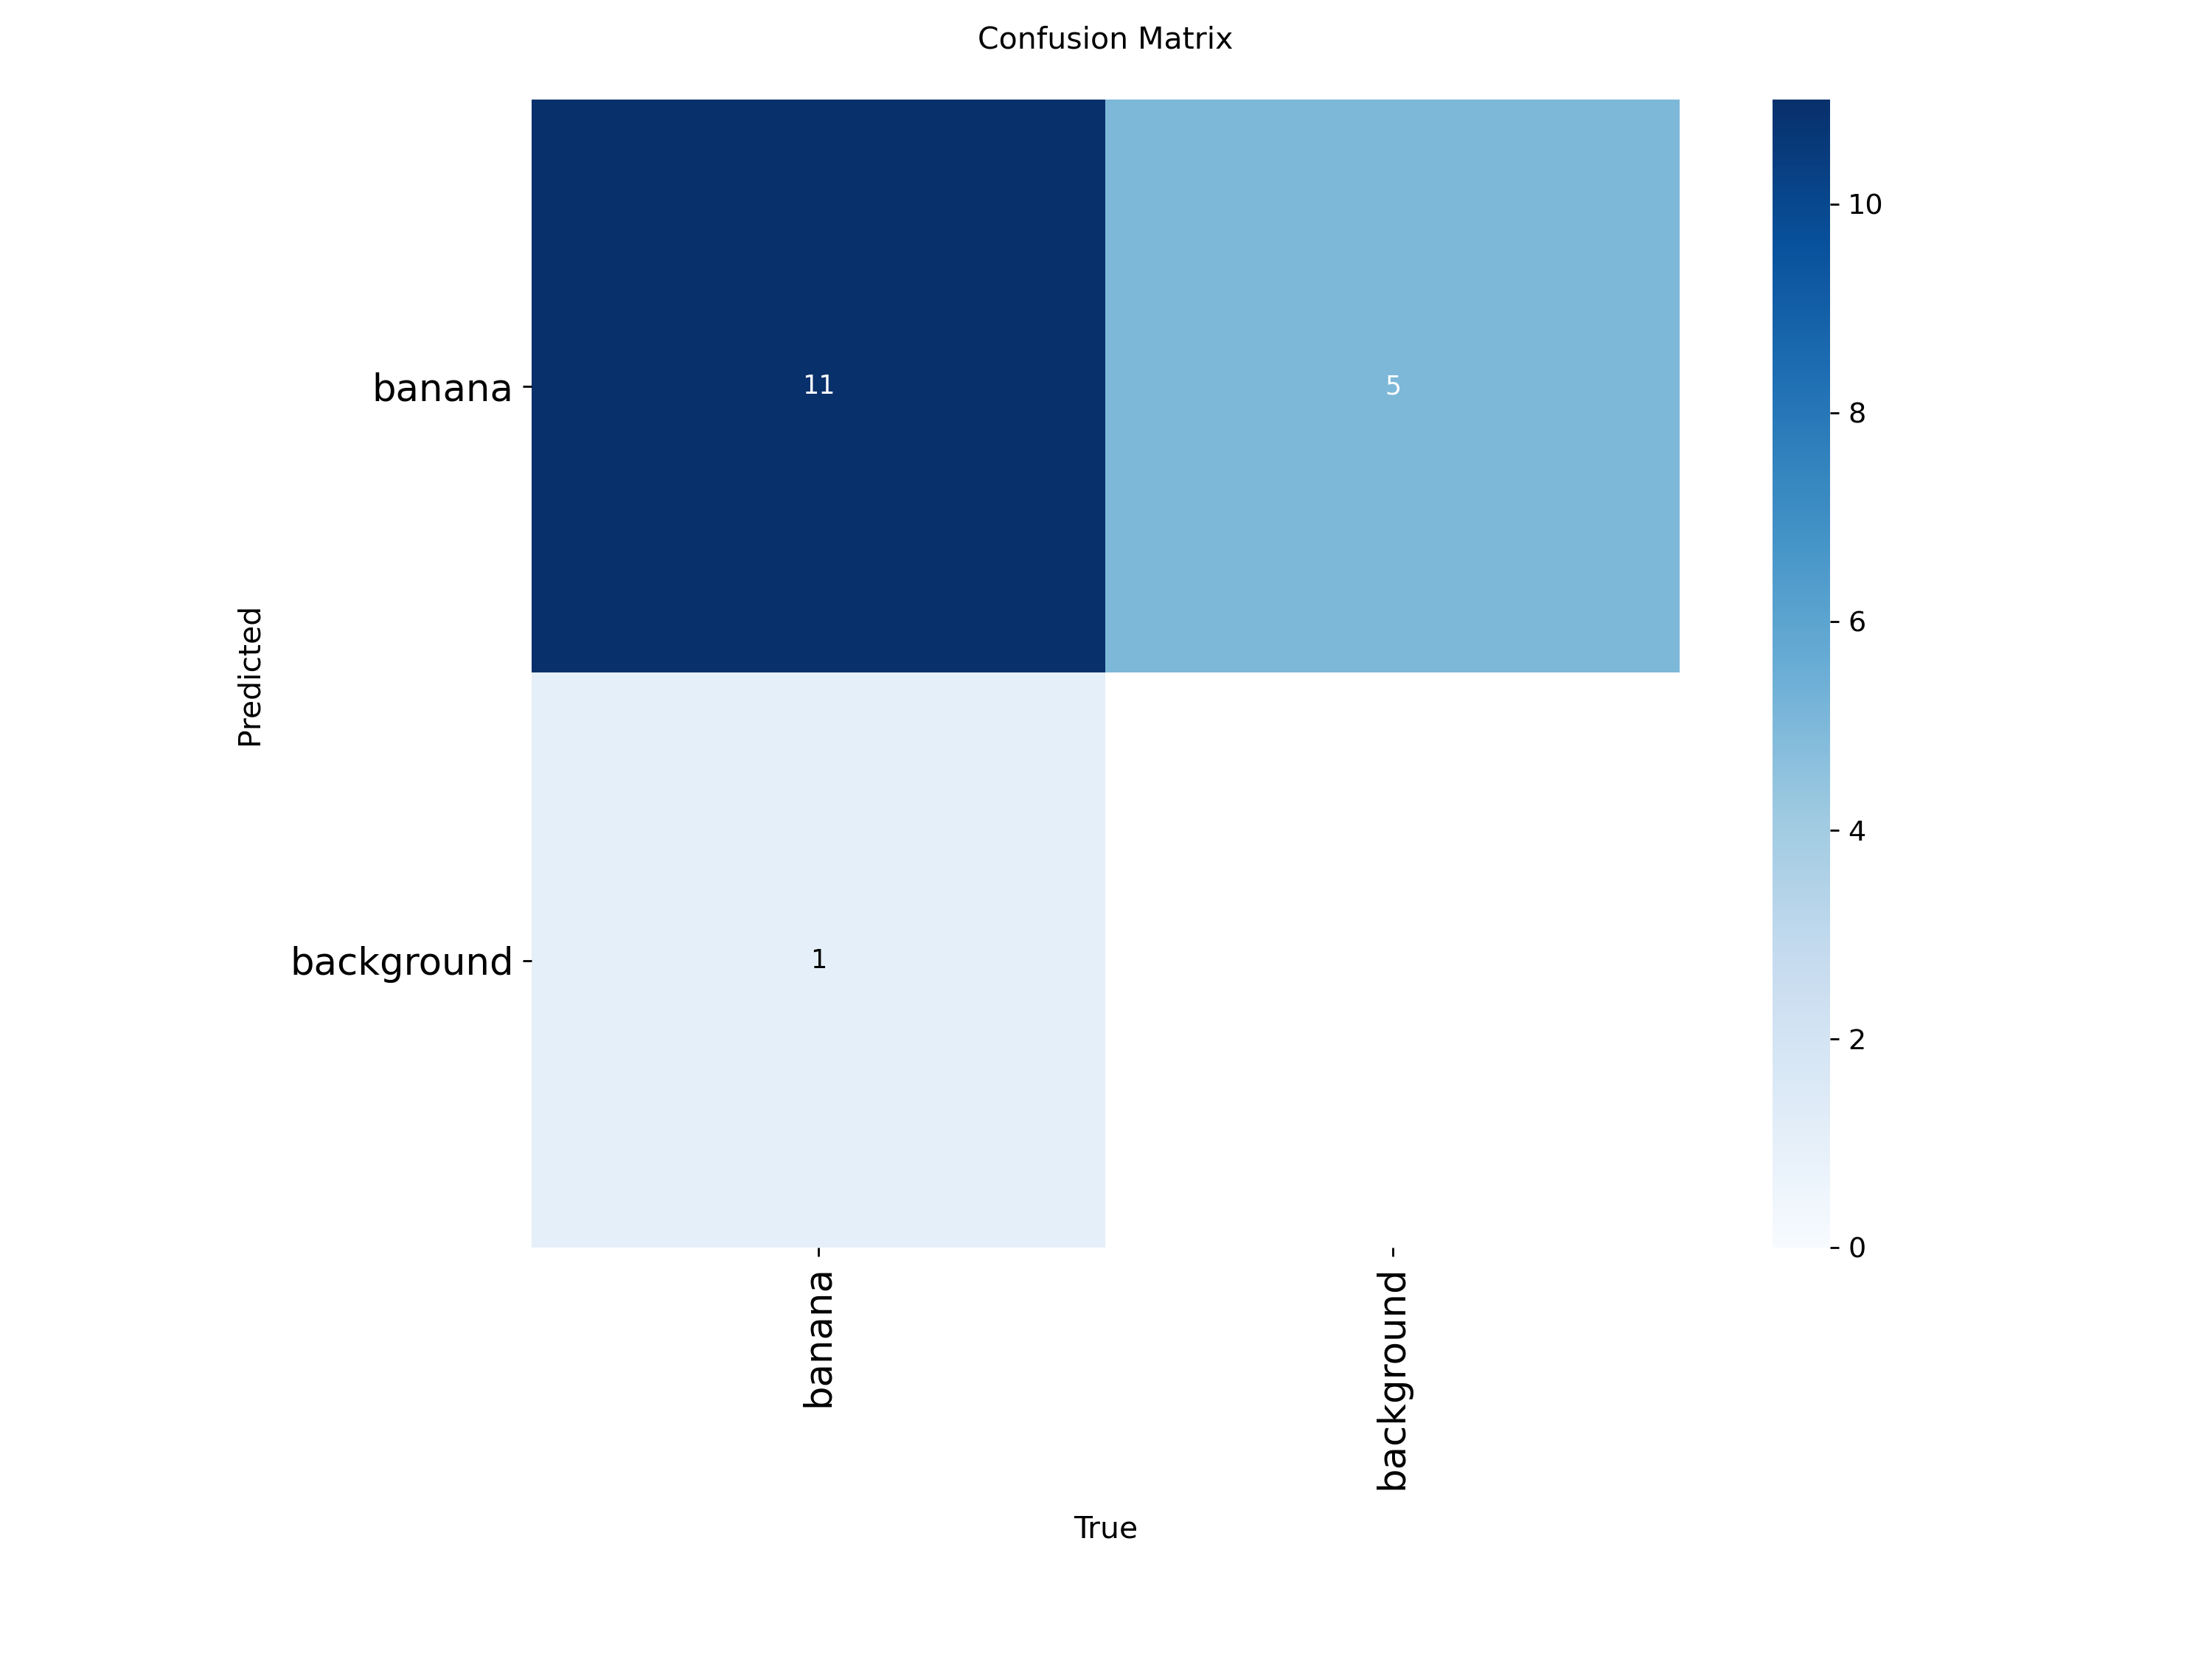 Confusion Matrix
banana
11
5
10
8
6
4
2
0
Predicted
background
1
banana
background
True